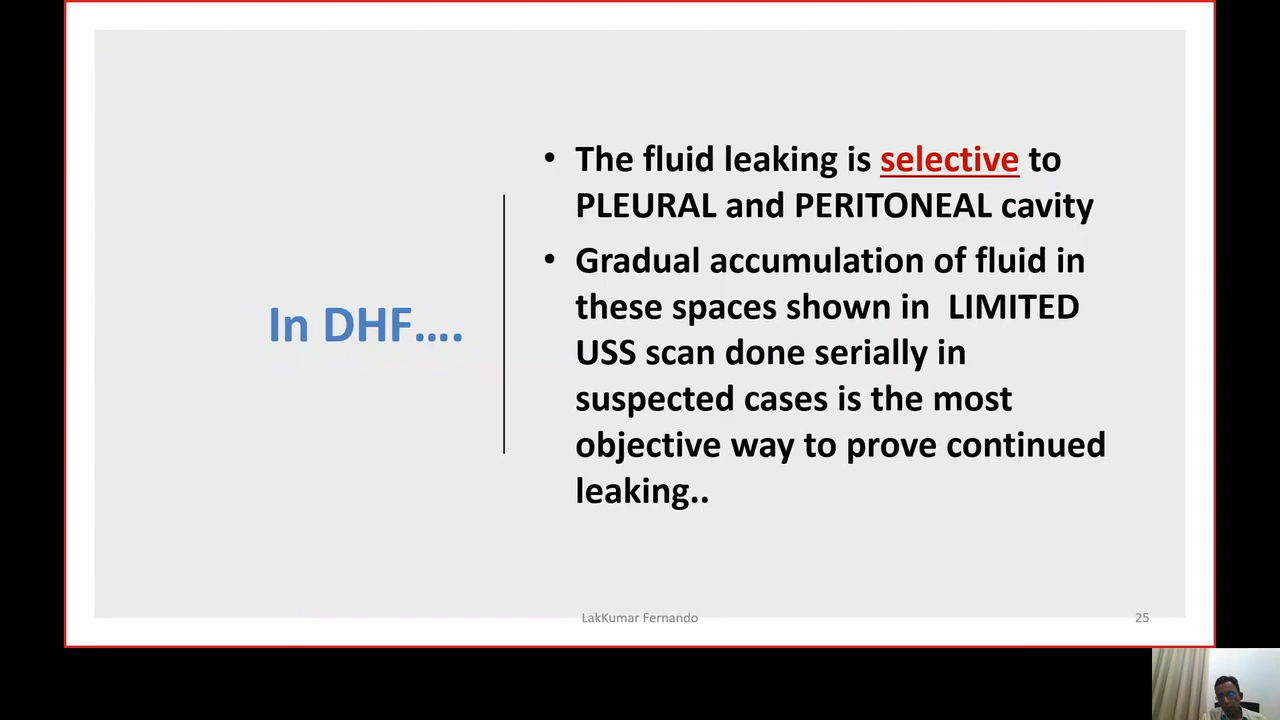 In DHF....
• The fluid leaking is selective to
PLEURAL and PERITONEAL cavity
• Gradual accumulation of fluid in
these spaces shown in  LIMITED
USS scan done serially in
suspected cases is the most
objective way to prove continued
leaking..
LakKumar Fernando
25